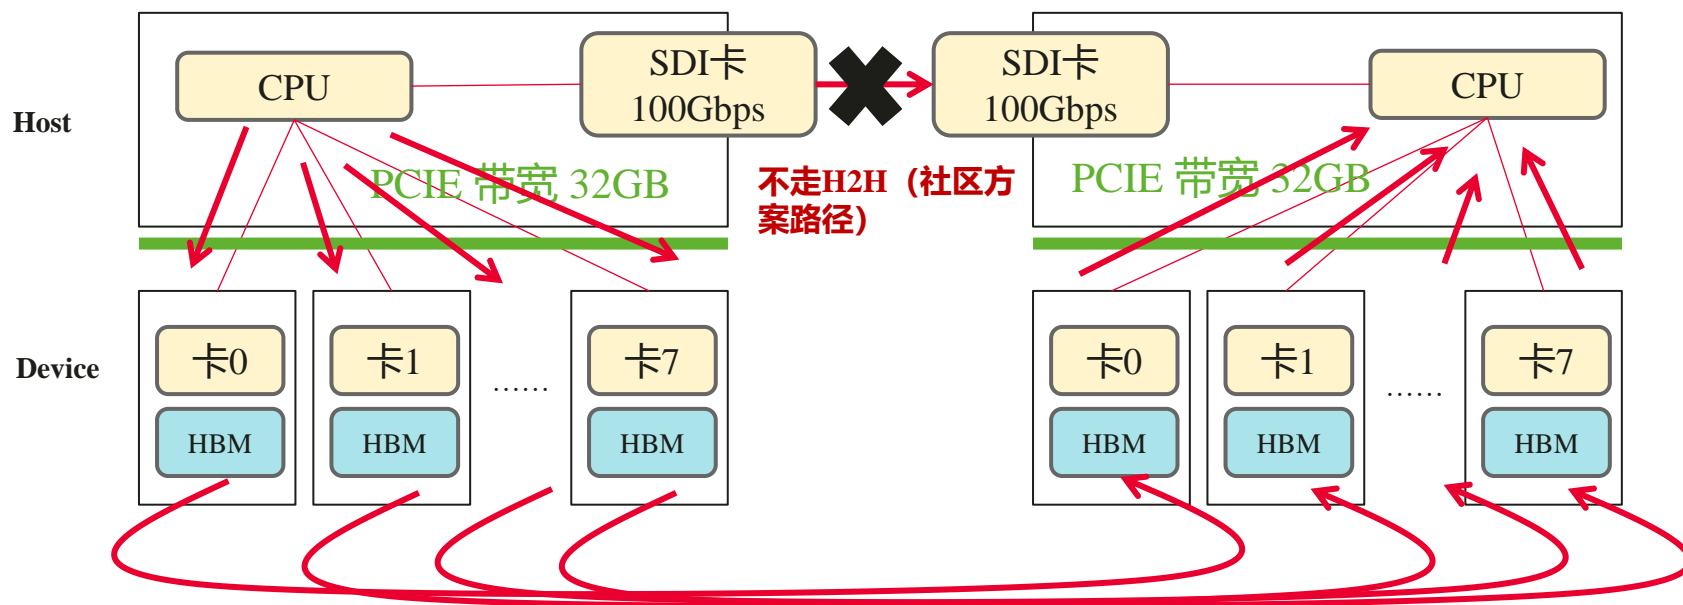 Host
CPU
SDI卡
100Gbps
SDI卡
100Gbps
CPU
PCIE 带宽 32GB
不走H2H（社区方
案路径）
PCIE 带宽 32GB
Device
卡0
HBM
卡1
HBM
……
卡7
HBM
卡0
HBM
卡1
HBM
……
卡7
HBM